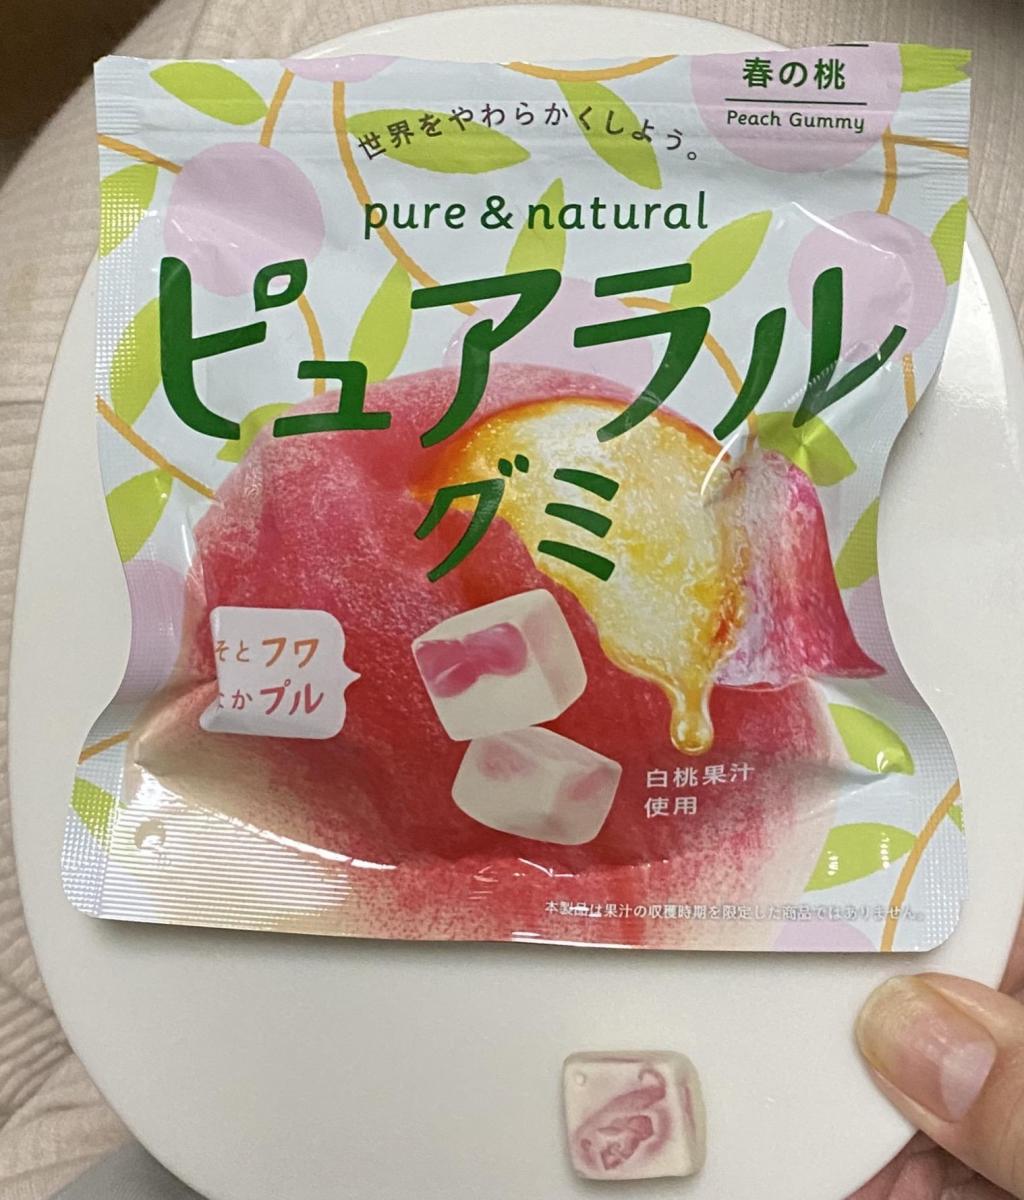 春の桃
Peach Gummy
世界をやわらかくしよう。
pure & natural
ピュアラル
グミ
そとフワ
なかプル
白桃果汁
使用
本製品は果汁の収穫時期を限定した商品ではありません。